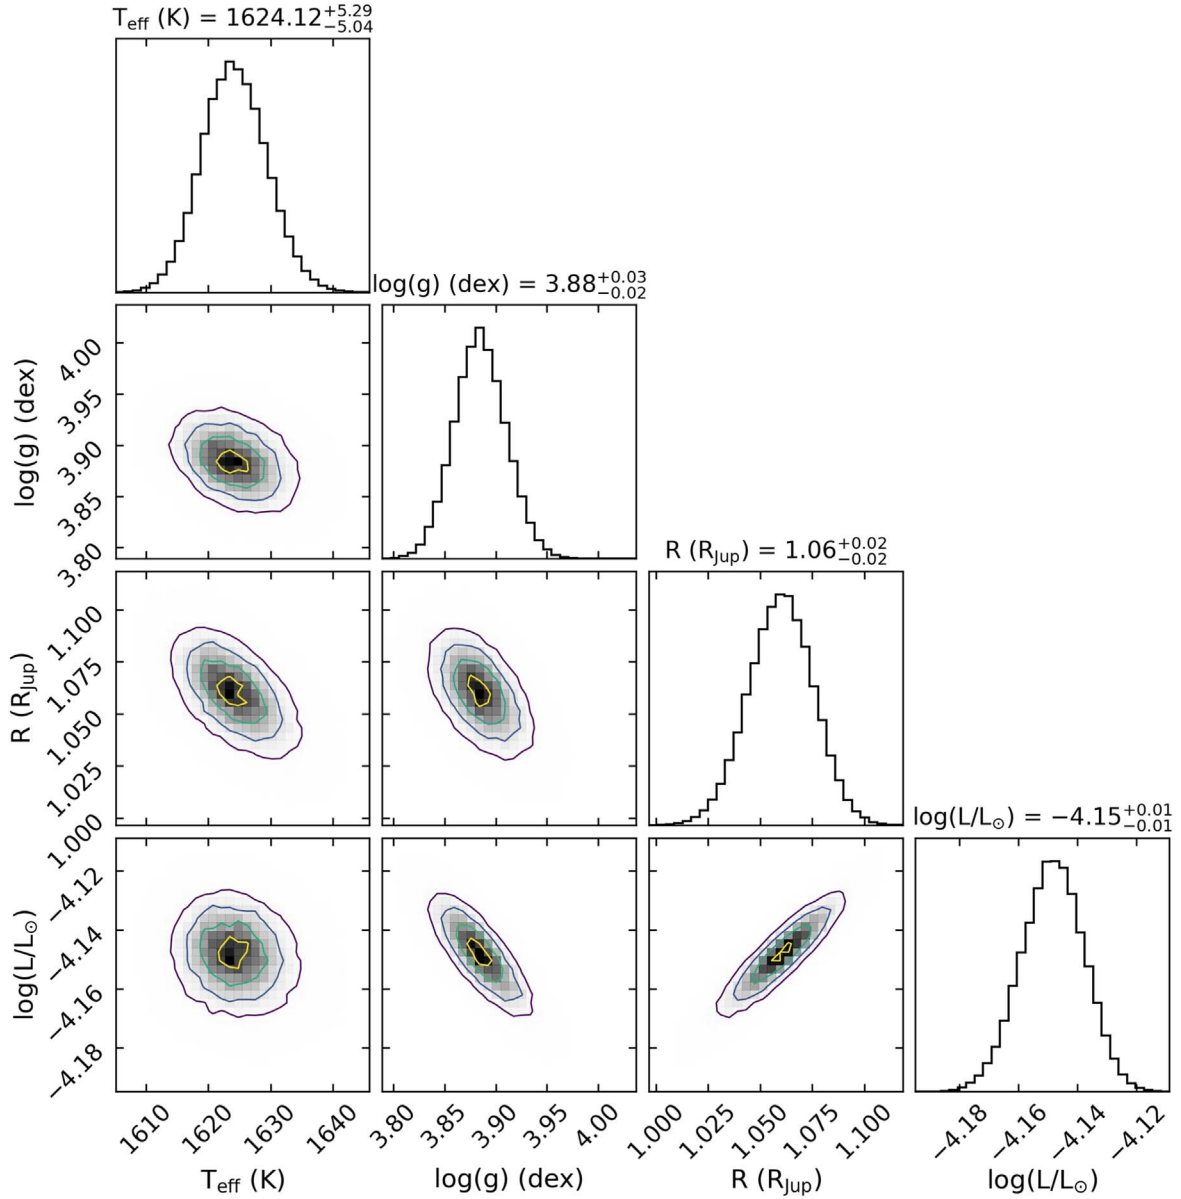 T_eff (K) = 1624.12^{+5.29}_{-5.04}
log(g) (dex) = 3.88^{+0.03}_{-0.02}
4.00
3.95
3.90
3.85
3.80
log(g) (dex)
R (R_Jup) = 1.06^{+0.02}_{-0.02}
1.100
1.075
1.050
1.025
1.000
R (R_Jup)
log(L/L_⊙) = −4.15^{+0.01}_{-0.01}
−4.12
−4.14
−4.16
−4.18
log(L/L_⊙)
1610 1620 1630 1640
T_eff (K)
3.80 3.85 3.90 3.95 4.00
log(g) (dex)
1.000 1.025 1.050 1.075 1.100
R (R_Jup)
−4.18 −4.16 −4.14 −4.12
log(L/L_⊙)